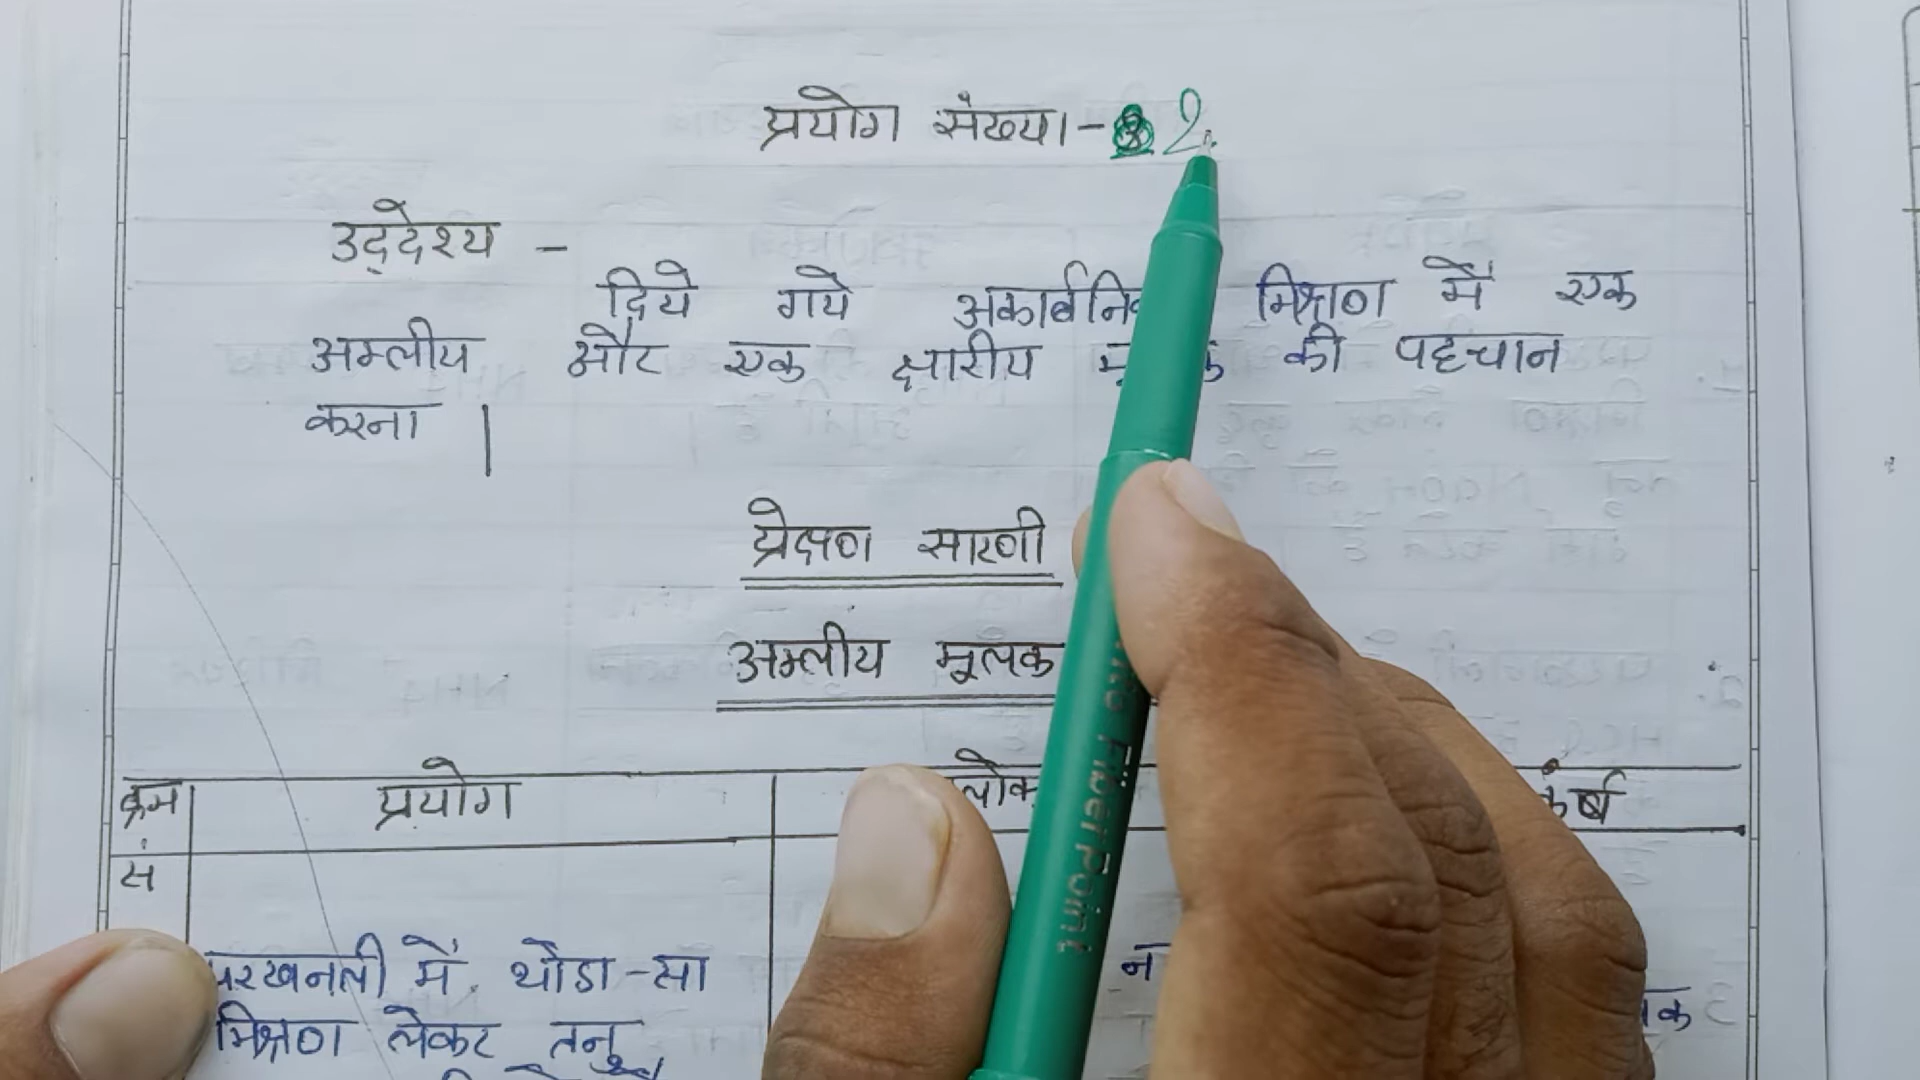 प्रयोग संख्या - 2
उद्देश्य -
दिये गये अकार्बनिक मिश्रण में एक
अम्लीय और एक क्षारीय की पहचान
करना |
प्रेक्षण सारणी
अम्लीय मूलक
क्रम सं प्रयोग
परखनली में थोडा-सा
मिश्रण लेकर तनु
FiberPoint